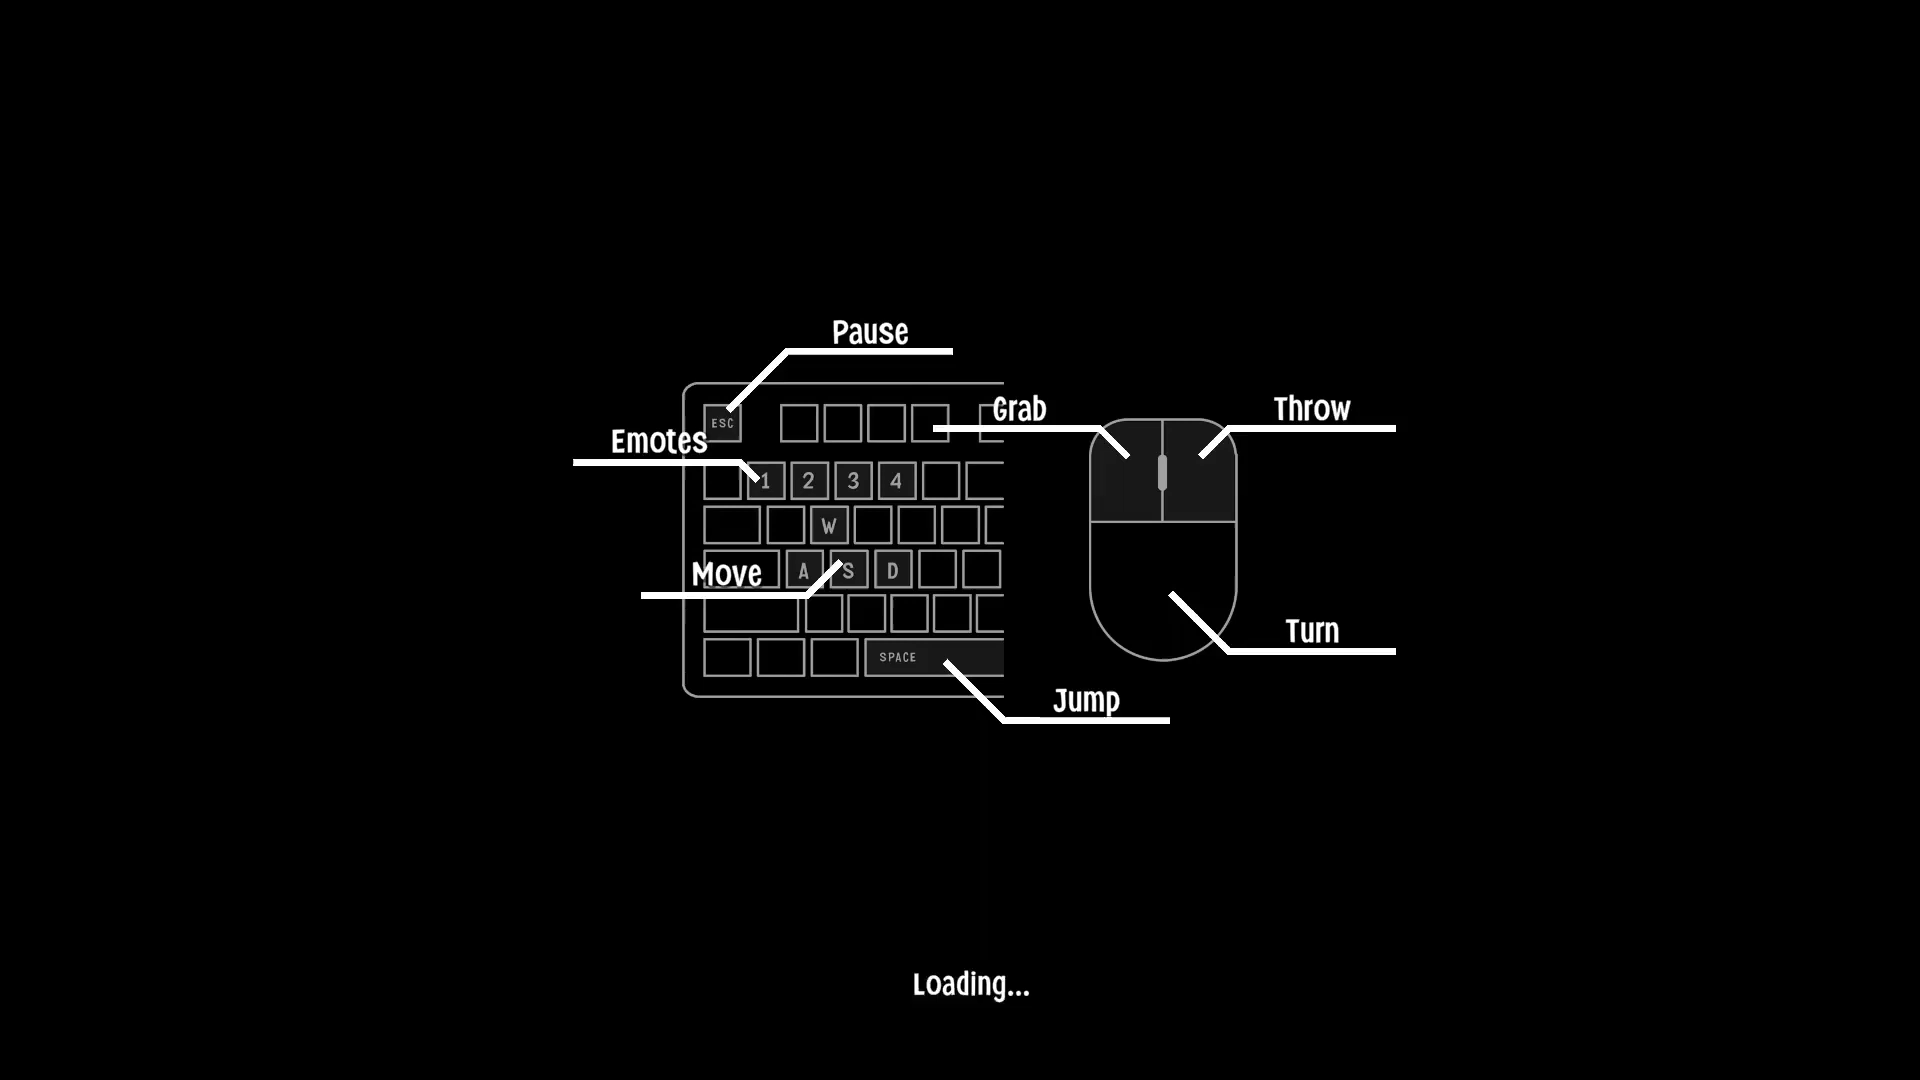 Pause
Grab
Throw
ESC
Emotes
1 2 3 4
W
Move
A S D
Turn
SPACE
Jump
Loading...